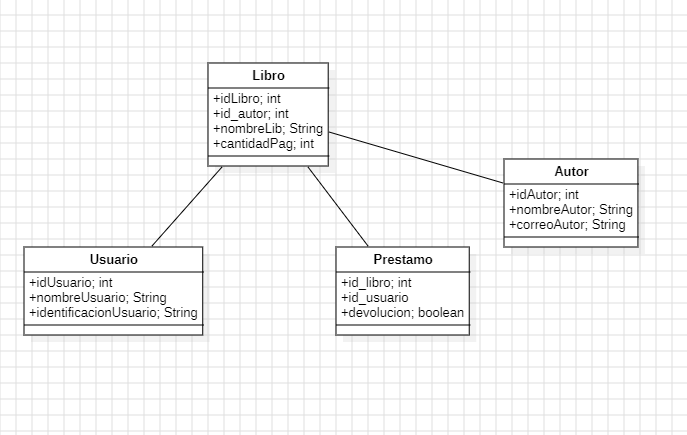 Libro
+idLibro; int
+id_autor; int
+nombreLib; String
+cantidadPag; int
Autor
+idAutor; int
+nombreAutor; String
+correoAutor; String
Usuario
+idUsuario; int
+nombreUsuario; String
+identificacionUsuario; String
Prestamo
+id_libro; int
+id_usuario
+devolucion; boolean